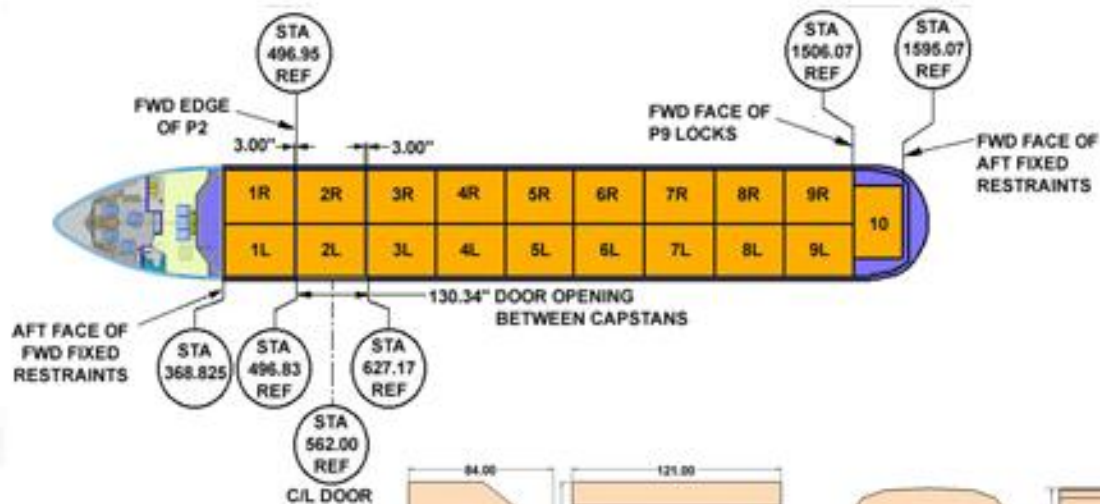 STA
496.95
REF
STA
1506.07
REF
STA
1595.07
REF
FWD EDGE
OF P2
3.00"
3.00"
FWD FACE OF
P9 LOCKS
FWD FACE OF
AFT FIXED
RESTRAINTS
1R
2R
3R
4R
5R
6R
7R
8R
9R
10
1L
2L
3L
4L
5L
6L
7L
8L
9L
130.34" DOOR OPENING
BETWEEN CAPSTANS
AFT FACE OF
FWD FIXED
RESTRAINTS
STA
368.825
STA
496.83
REF
STA
627.17
REF
STA
562.00
REF
C/L DOOR
84.00
121.00